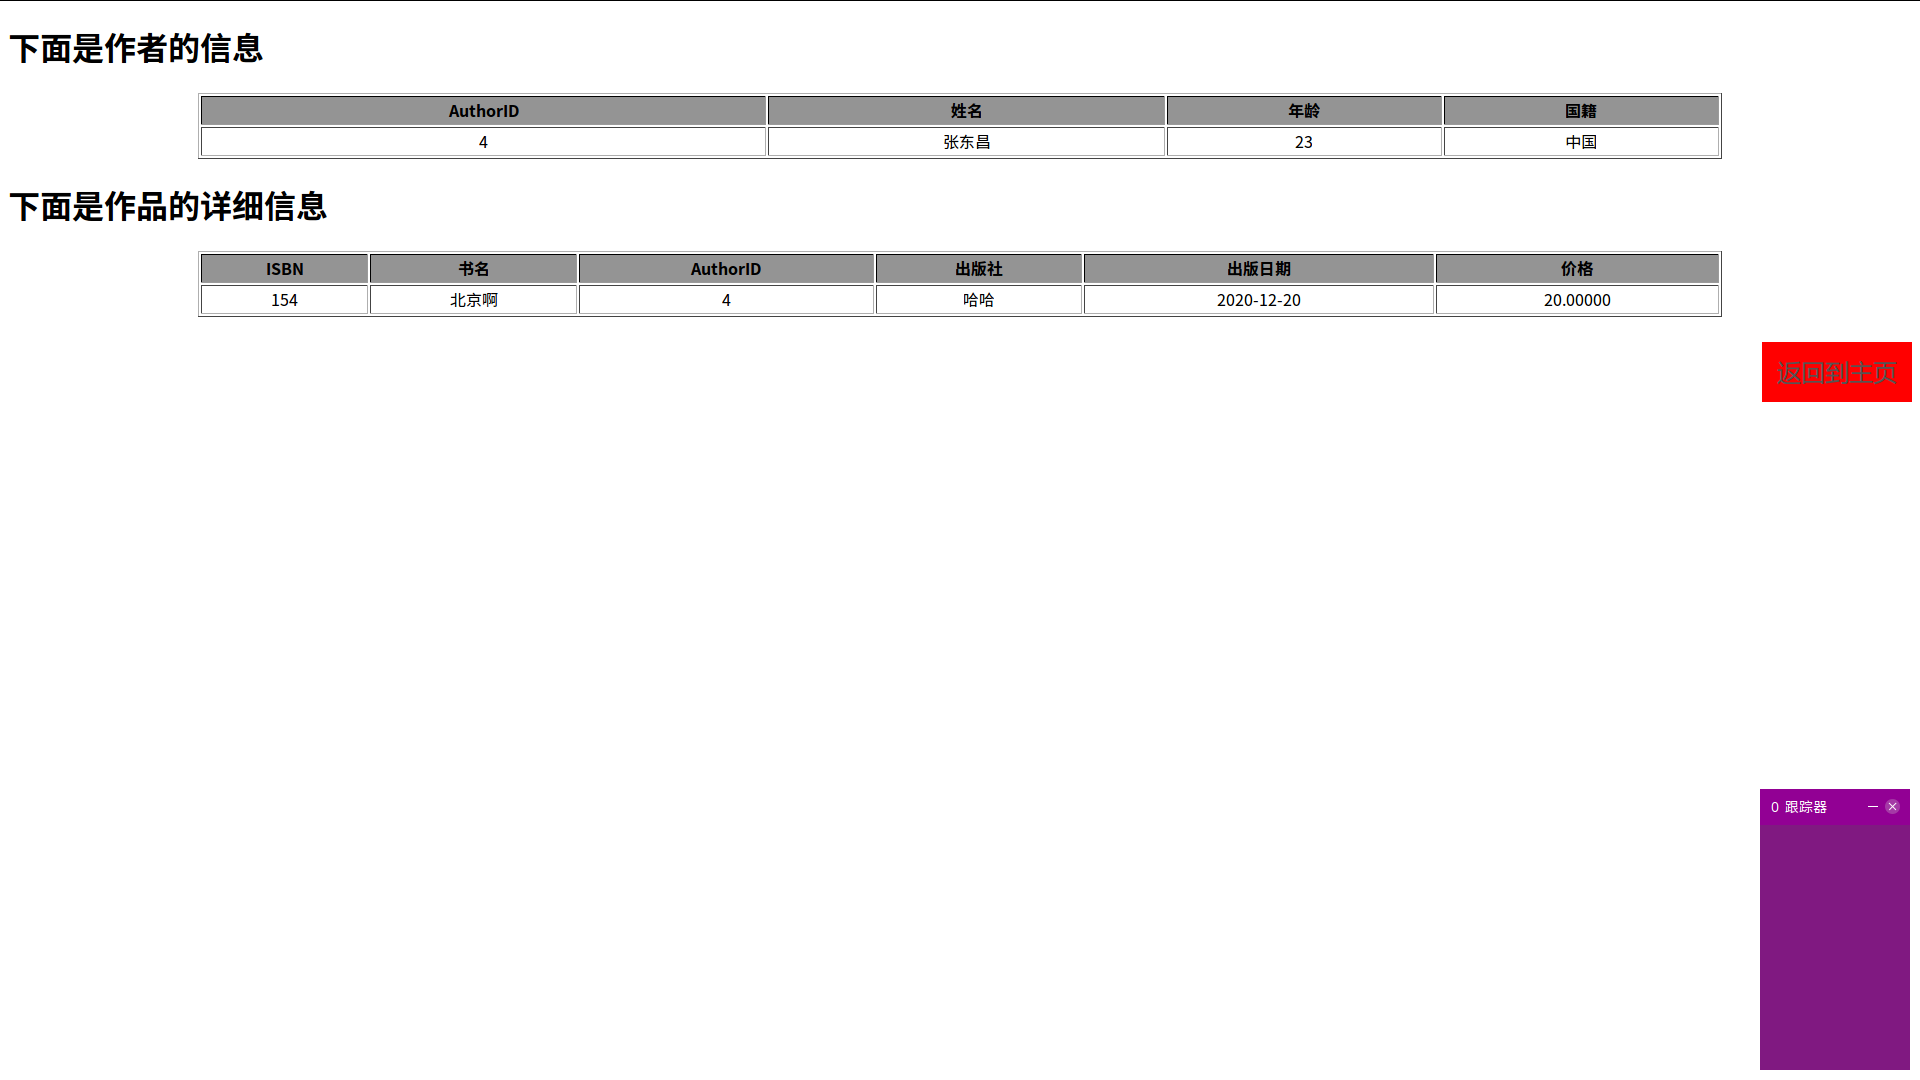 下面是作者的信息
AuthorID 姓名 年龄 国籍
4 张东昌 23 中国
下面是作品的详细信息
ISBN 书名 AuthorID 出版社 出版日期 价格
154 北京啊 4 哈哈 2020-12-20 20.00000
返回到主页
0 跟踪器